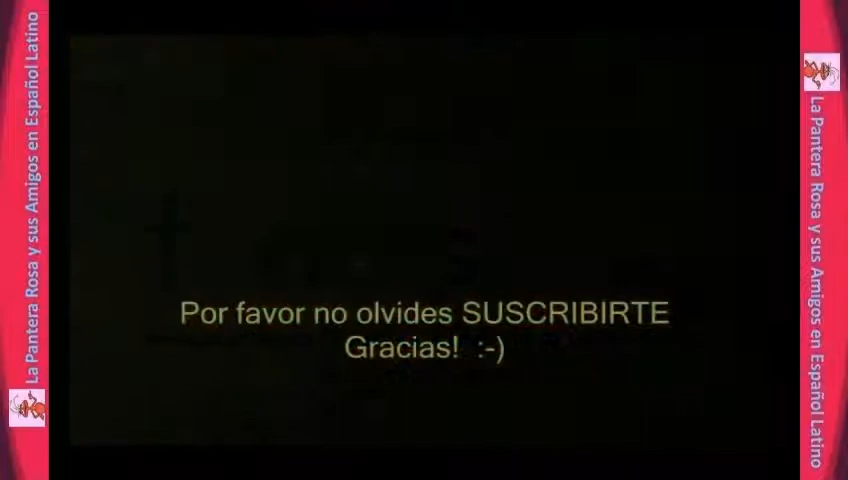 La Pantera Rosa y sus Amigos en Español Latino
Por favor no olvides SUSCRIBIRTE
Gracias! :-)
La Pantera Rosa y sus Amigos en Español Latino